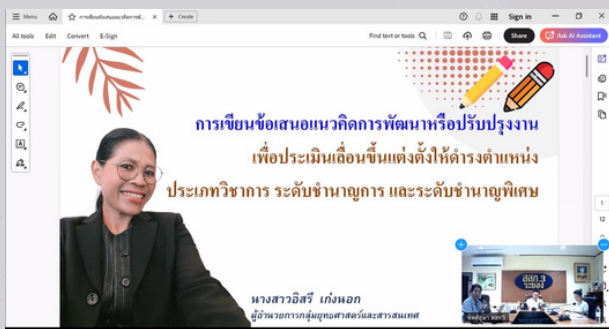 Menu
การเขียนข้อเสนอแนวคิดการพัฒนาห...
+ Create
Sign in
All tools
Edit
Convert
E-Sign
Find text or tools
Share
Ask AI Assistant
การเขียนข้อเสนอแนวคิดการพัฒนาหรือปรับปรุงงาน
เพื่อประเมินเลื่อนขึ้นแต่งตั้งให้ดำรงตำแหน่ง
ประเภทวิชาการ ระดับชำนาญการ และระดับชำนาญพิเศษ
นางสาวอิสรี เก่งนอก
ผู้อำนวยการกลุ่มยุทธศาสตร์และสารสนเทศ
1
12
สสก.3
ระยอง